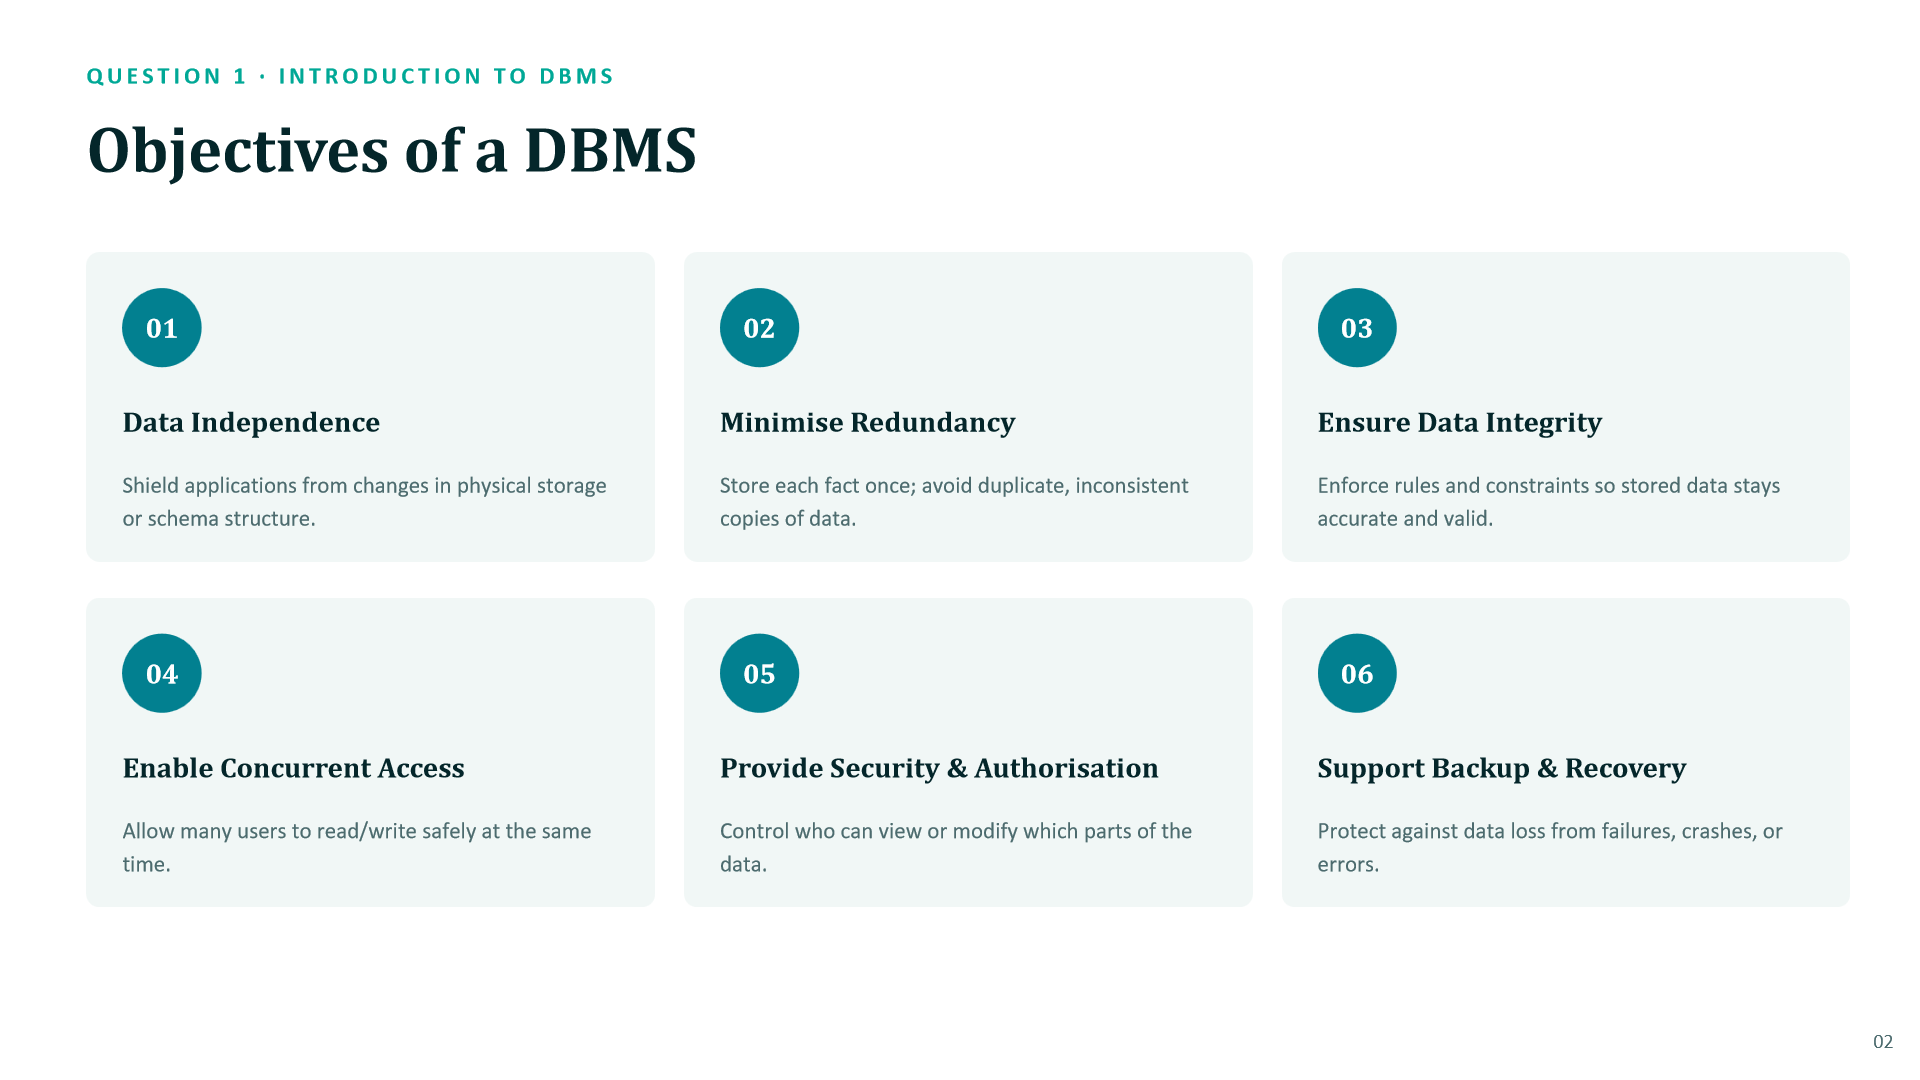 QUESTION 1 · INTRODUCTION TO DBMS
Objectives of a DBMS
01
Data Independence
Shield applications from changes in physical storage
or schema structure.
02
Minimise Redundancy
Store each fact once; avoid duplicate, inconsistent
copies of data.
03
Ensure Data Integrity
Enforce rules and constraints so stored data stays
accurate and valid.
04
Enable Concurrent Access
Allow many users to read/write safely at the same
time.
05
Provide Security & Authorisation
Control who can view or modify which parts of the
data.
06
Support Backup & Recovery
Protect against data loss from failures, crashes, or
errors.
02